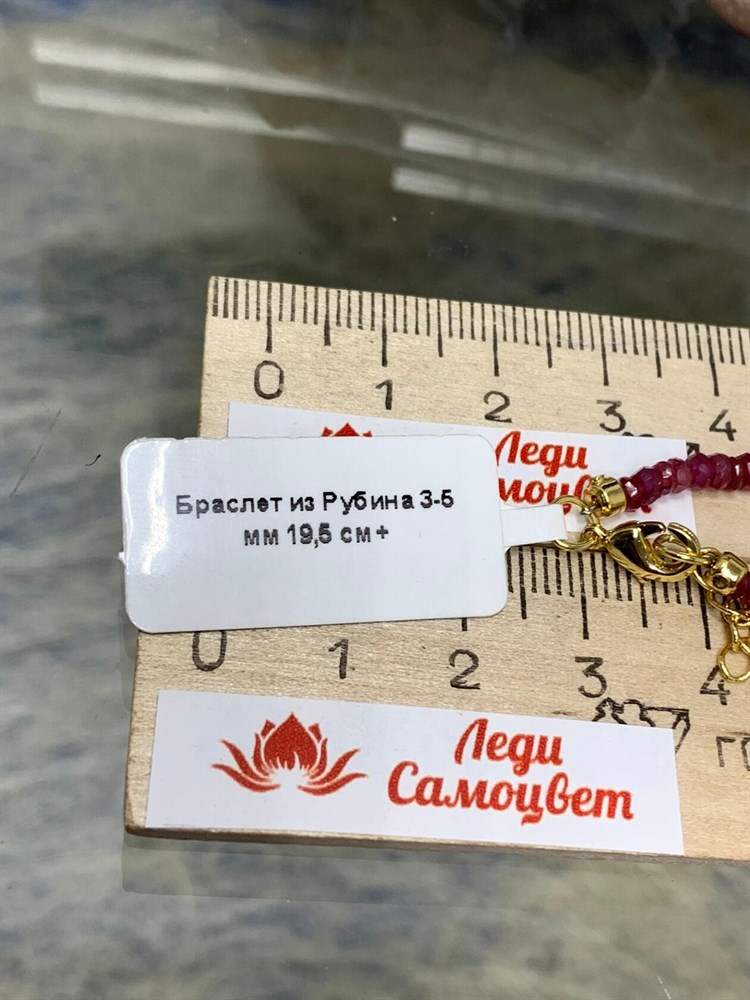 0 1 2 3 4
Леди
Браслет из Рубина 3-5
мм 19,5 см+
0 1 2 3 4
Леди
Самоцвет